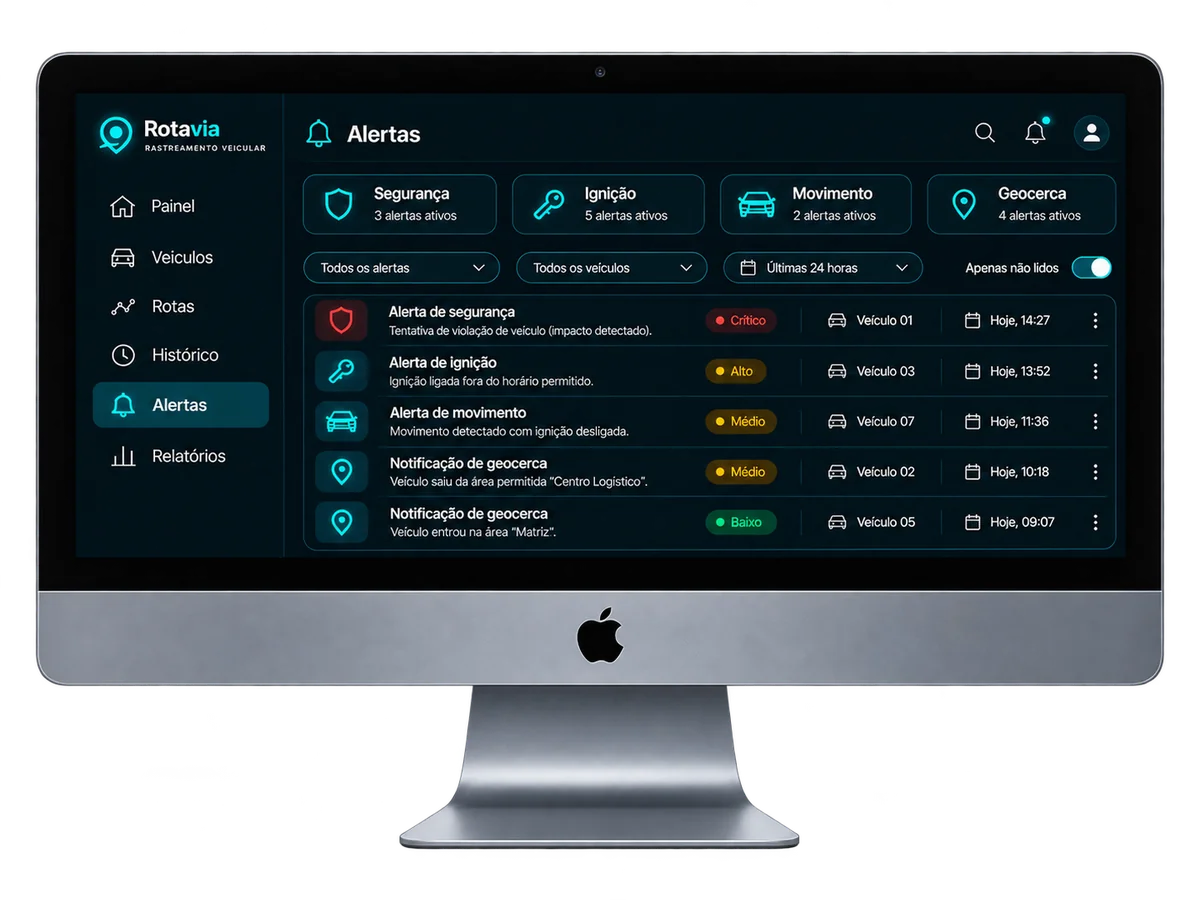 Rotavia
RASTREAMENTO VEICULAR
Painel
Veiculos
Rotas
Histórico
Alertas
Relatórios
Alertas
Segurança
3 alertas ativos
Ignição
5 alertas ativos
Movimento
2 alertas ativos
Geocerca
4 alertas ativos
Todos os alertas
Todos os veículos
Últimas 24 horas
Apenas não lidos
Alerta de segurança
Tentativa de violação de veículo (impacto detectado).
Crítico
Veículo 01
Hoje, 14:27
Alerta de ignição
Ignição ligada fora do horário permitido.
Alto
Veículo 03
Hoje, 13:52
Alerta de movimento
Movimento detectado com ignição desligada.
Médio
Veículo 07
Hoje, 11:36
Notificação de geocerca
Veículo saiu da área permitida "Centro Logístico".
Médio
Veículo 02
Hoje, 10:18
Notificação de geocerca
Veículo entrou na área "Matriz".
Baixo
Veículo 05
Hoje, 09:07